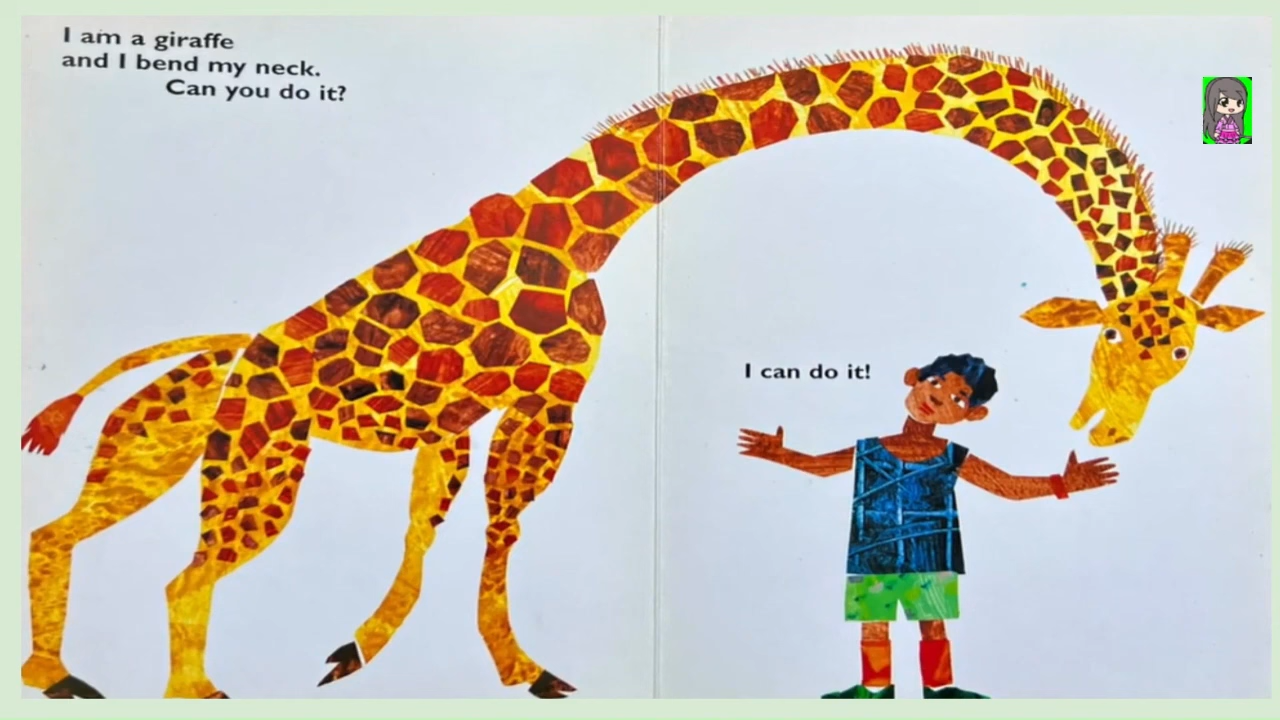 I am a giraffe
and I bend my neck.
Can you do it?
I can do it!